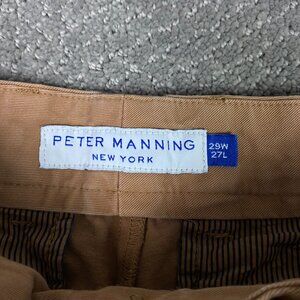 PETER MANNING
NEW YORK
29W
27L